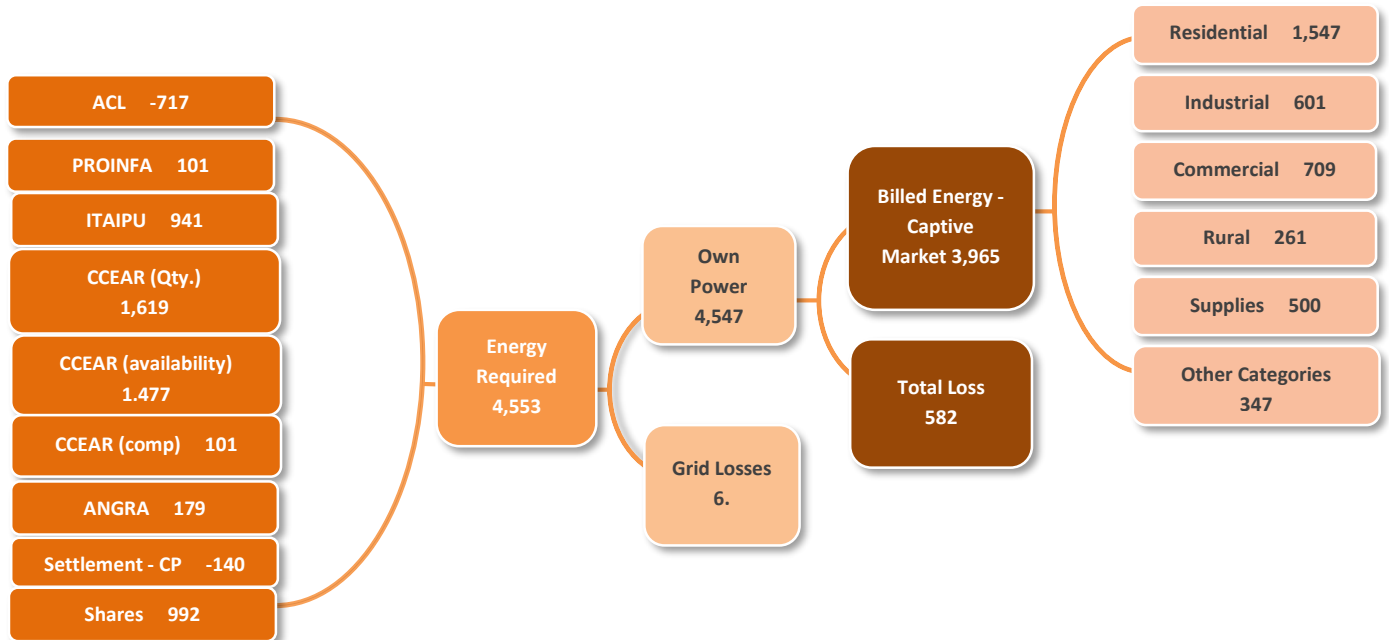 ACL -717
PROINFA 101
ITAIPU 941
CCEAR (Qty.)
1,619
CCEAR (availability)
1.477
CCEAR (comp) 101
ANGRA 179
Settlement - CP -140
Shares 992
Energy
Required
4,553
Own
Power
4,547
Grid Losses
6.
Billed Energy -
Captive
Market 3,965
Total Loss
582
Residential 1,547
Industrial 601
Commercial 709
Rural 261
Supplies 500
Other Categories
347